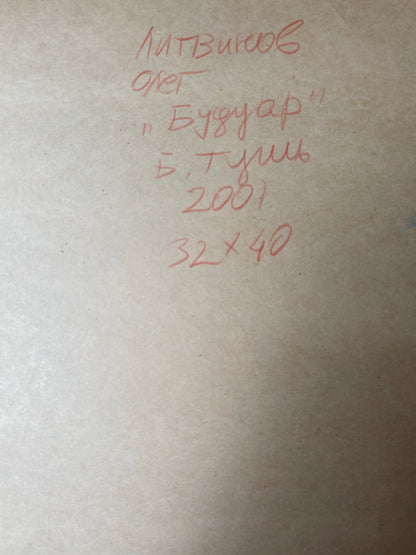 Литвинов
Олег
„Будуар"
Б. Тушь
2001
32 x 40